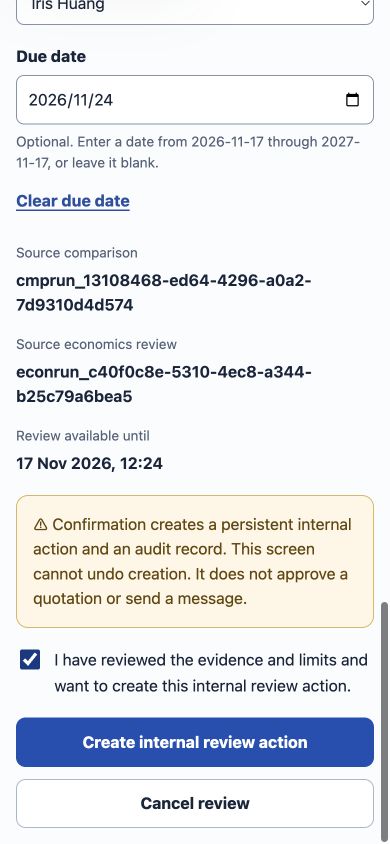 Iris Huang
Due date
2026/11/24
Optional. Enter a date from 2026-11-17 through 2027-
11-17, or leave it blank.
Clear due date
Source comparison
cmprun_13108468-ed64-4296-a0a2-
7d9310d4d574
Source economics review
econrun_c40f0c8e-5310-4ec8-a344-
b25c79a6bea5
Review available until
17 Nov 2026, 12:24
⚠ Confirmation creates a persistent internal
action and an audit record. This screen
cannot undo creation. It does not approve a
quotation or send a message.
I have reviewed the evidence and limits and
want to create this internal review action.
Create internal review action
Cancel review